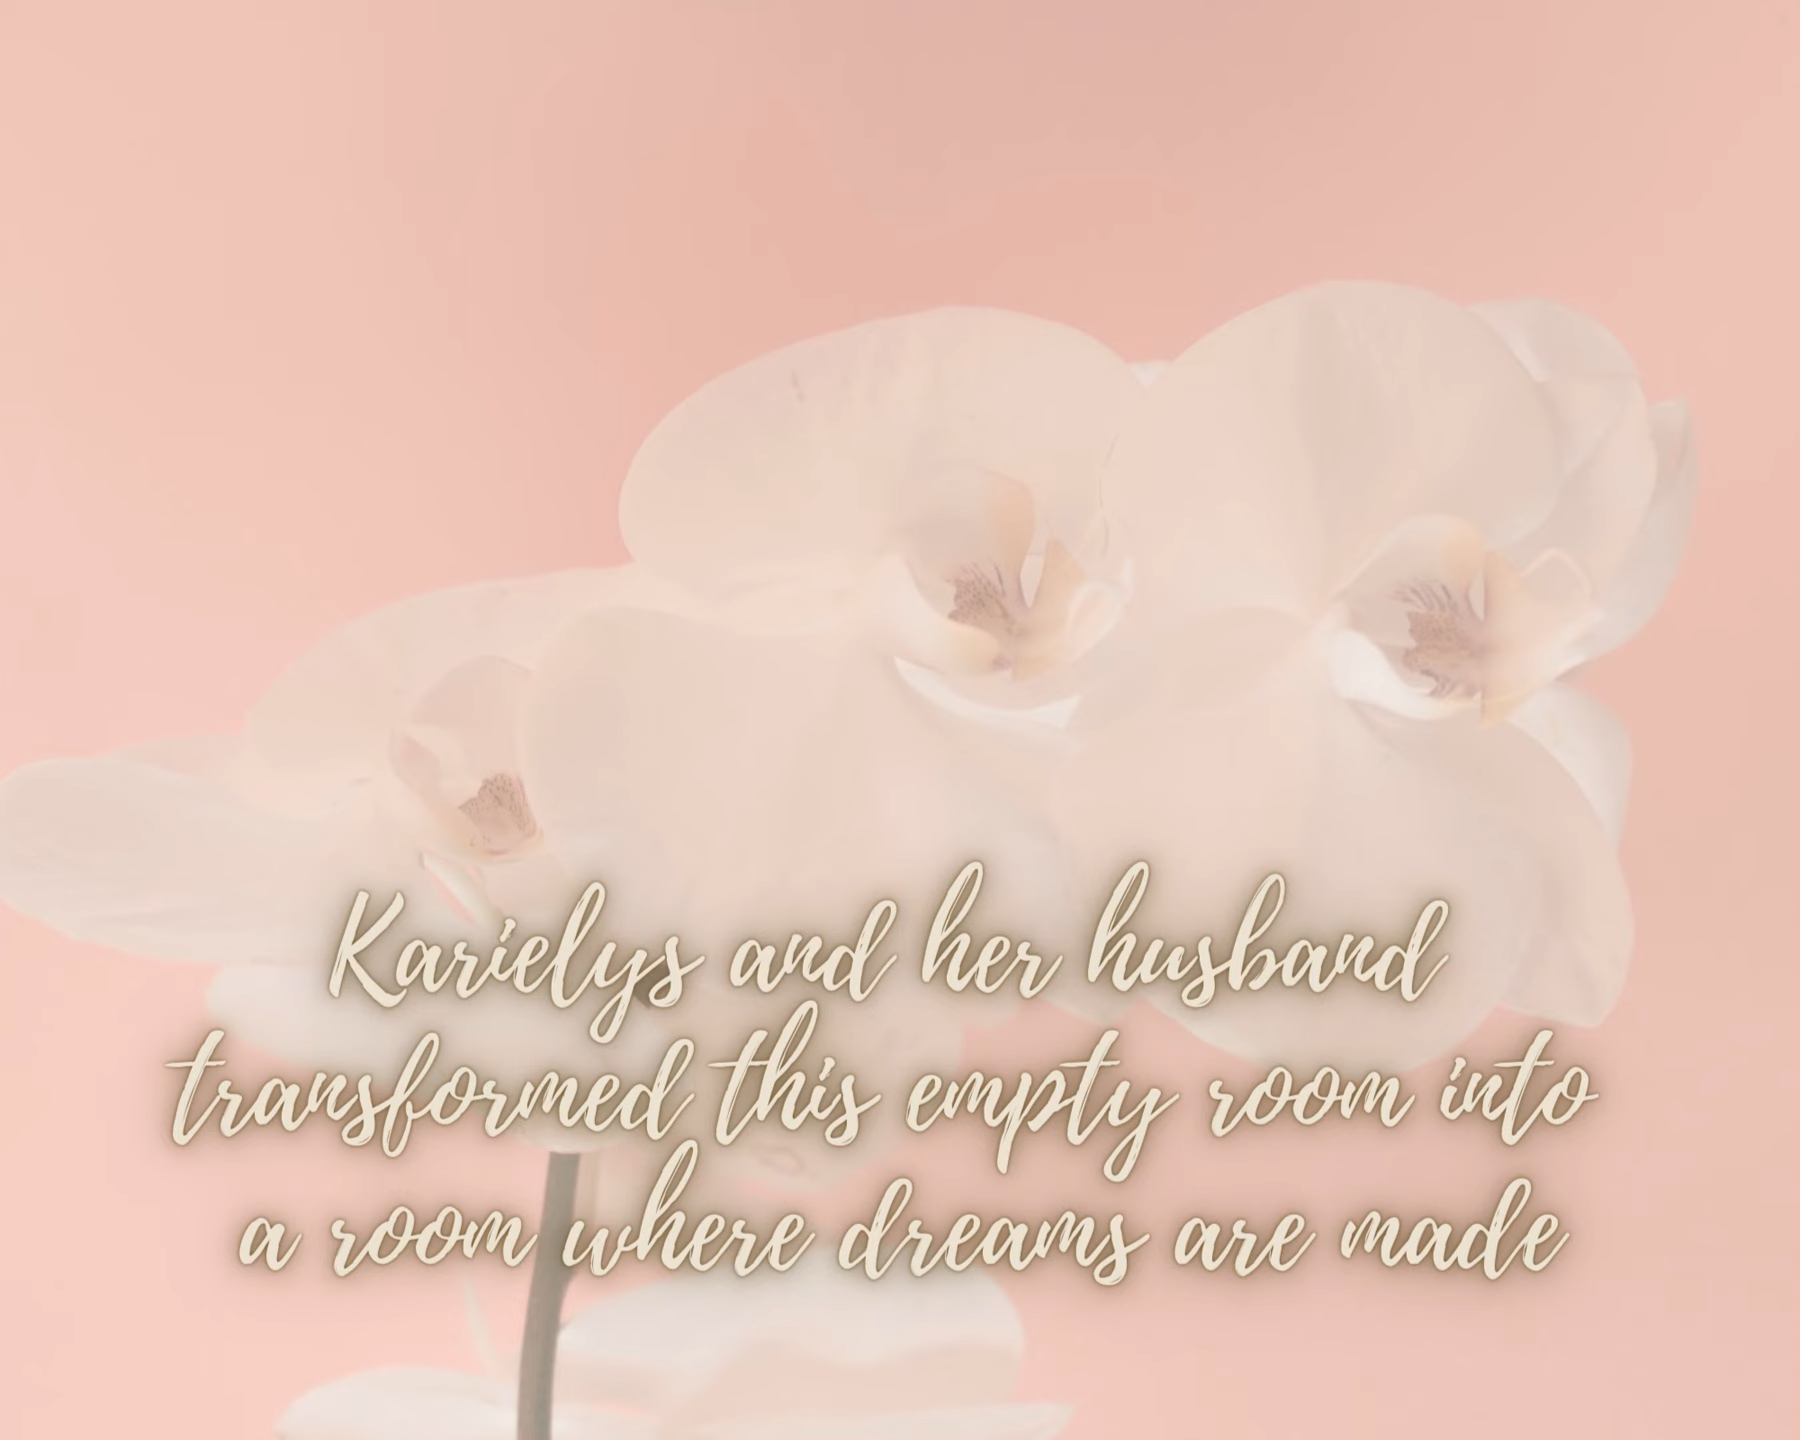 Karielys and her husband
transformed this empty room into
a room where dreams are made